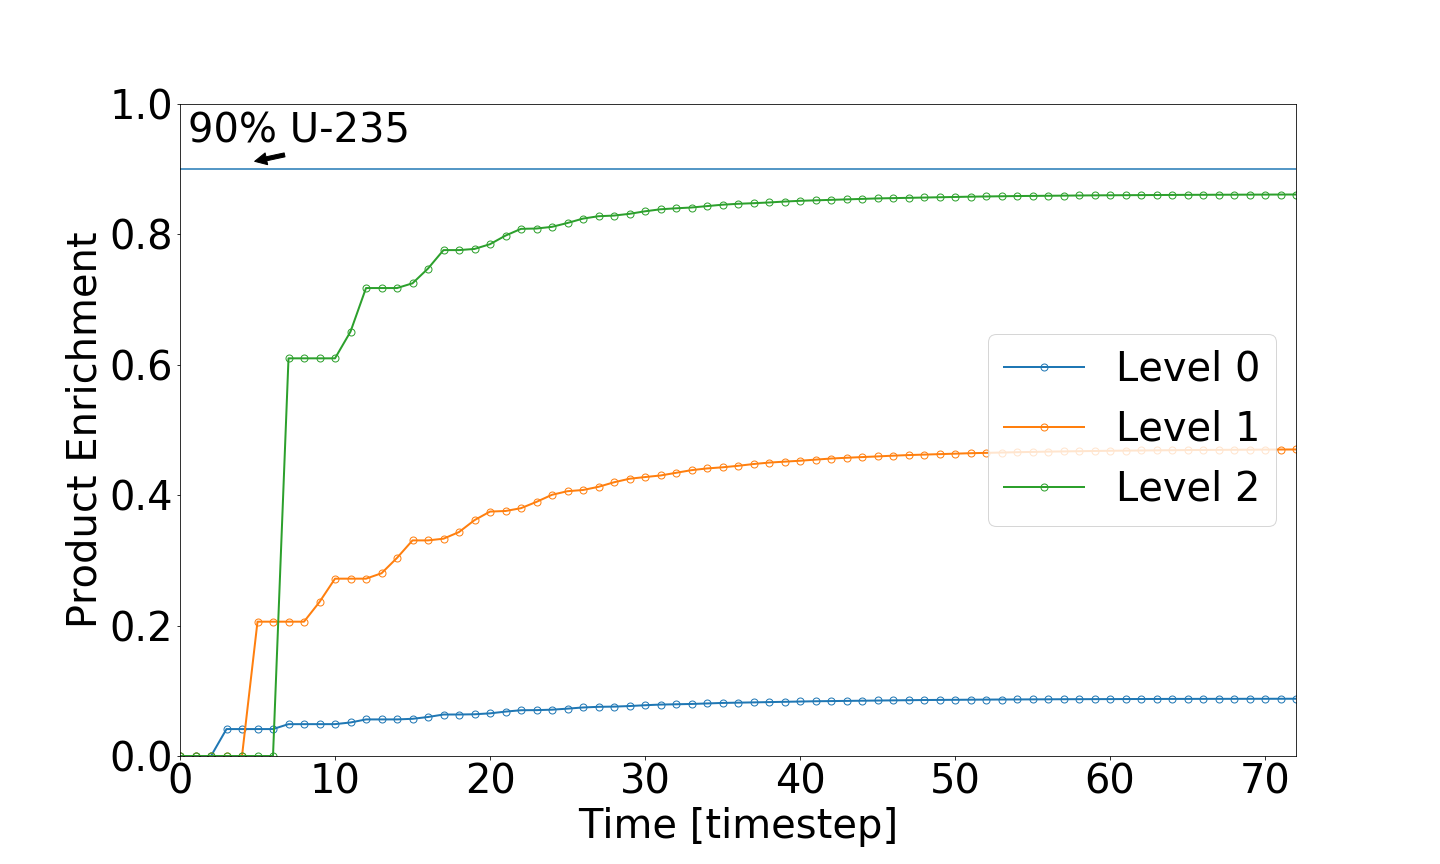 90% U-235
Product Enrichment
1.0
0.8
0.6
0.4
0.2
0.0
Level 0
Level 1
Level 2
0 10 20 30 40 50 60 70
Time [timestep]